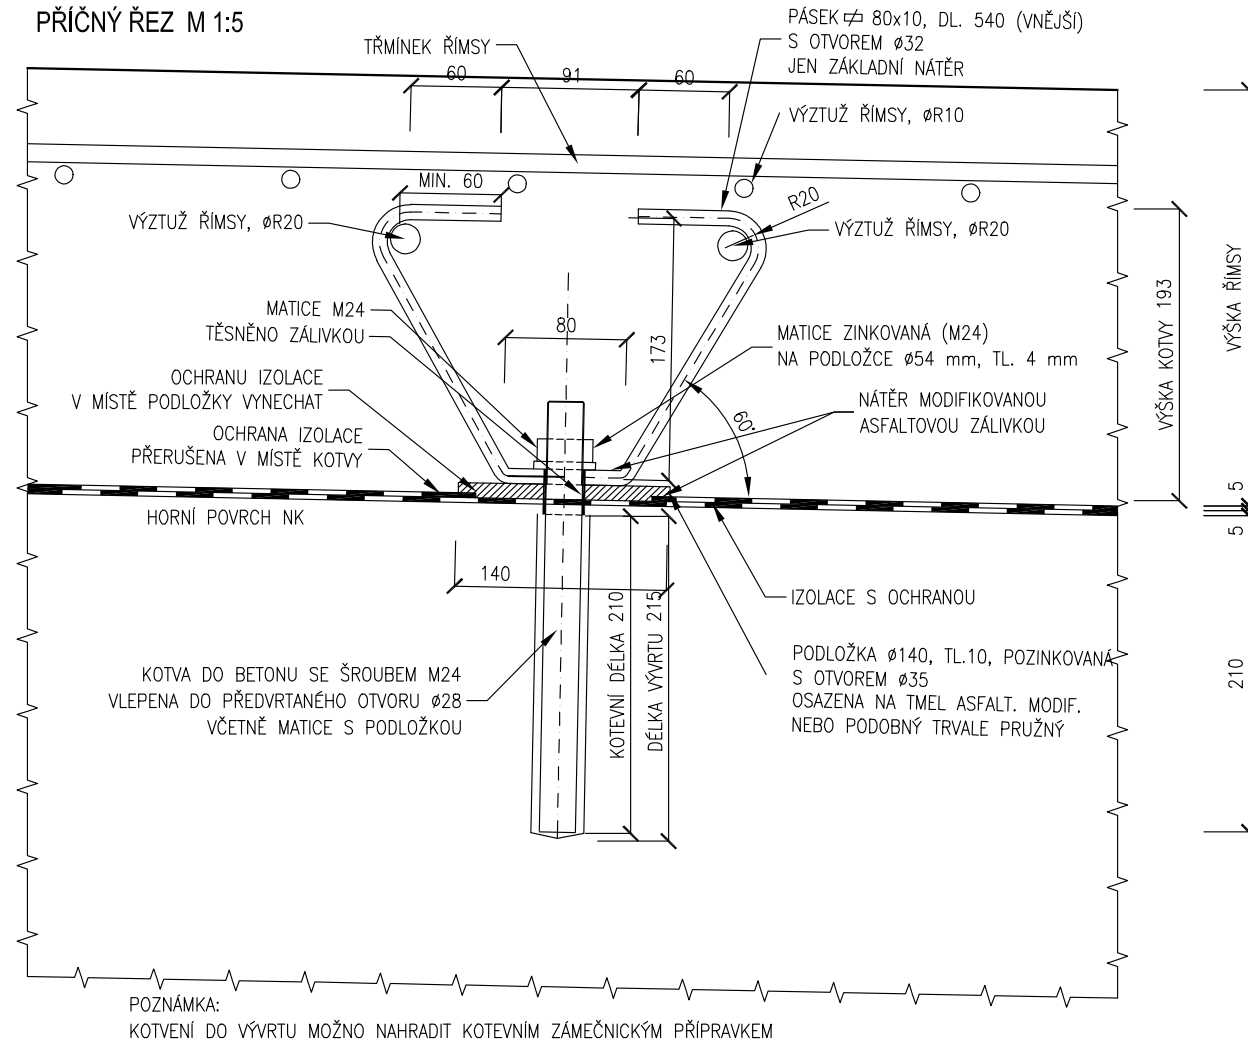 PŘÍČNÝ ŘEZ M 1:5
PÁSEK 80x10, DL. 540 (VNĚJŠÍ)
S OTVOREM ø32
JEN ZÁKLADNÍ NÁTĚR
TŘMÍNEK ŘÍMSY
60
91
60
VÝZTUŽ ŘÍMSY, øR10
MIN. 60
R20
VÝZTUŽ ŘÍMSY, øR20
VÝZTUŽ ŘÍMSY, øR20
MATICE M24
TĚSNĚNO ZÁLIVKOU
80
173
MATICE ZINKOVANÁ (M24)
NA PODLOŽCE ø54 mm, TL. 4 mm
VÝŠKA KOTVY 193
VÝŠKA ŘÍMSY
OCHRANU IZOLACE
V MÍSTĚ PODLOŽKY VYNECHAT
60°
NÁTĚR MODIFIKOVANOU
ASFALTOVOU ZÁLIVKOU
OCHRANA IZOLACE
PŘERUŠENA V MÍSTĚ KOTVY
5
HORNÍ POVRCH NK
5
140
IZOLACE S OCHRANOU
KOTEVNÍ DÉLKA 210
DÉLKA VÝVRTU 215
210
KOTVA DO BETONU SE ŠROUBEM M24
VLEPENA DO PŘEDVRTANÉHO OTVORU ø28
VČETNĚ MATICE S PODLOŽKOU
PODLOŽKA ø140, TL.10, POZINKOVANÁ
S OTVOREM ø35
OSAZENA NA TMEL ASFALT. MODIF.
NEBO PODOBNÝ TRVALE PRUŽNÝ
POZNÁMKA:
KOTVENÍ DO VÝVRTU MOŽNO NAHRADIT KOTEVNÍM ZÁMEČNICKÝM PŘÍPRAVKEM